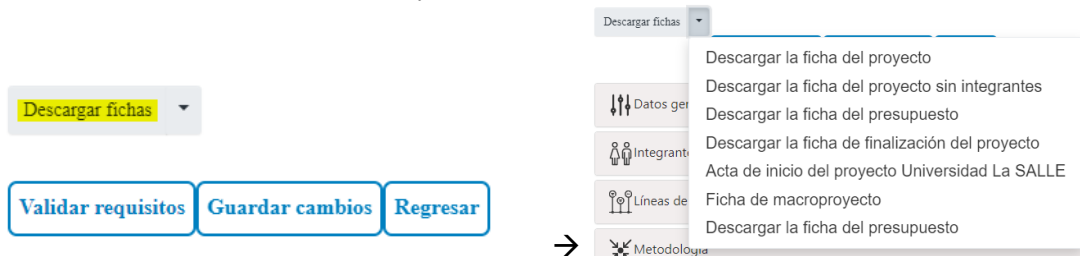 Descargar fichas
Validar requisitos Guardar cambios Regresar
→
Descargar fichas
Descargar la ficha del proyecto
Descargar la ficha del proyecto sin integrantes
Descargar la ficha del presupuesto
Descargar la ficha de finalización del proyecto
Acta de inicio del proyecto Universidad La SALLE
Ficha de macroproyecto
Descargar la ficha del presupuesto
Datos ger
Integrante
Líneas de
Metodología